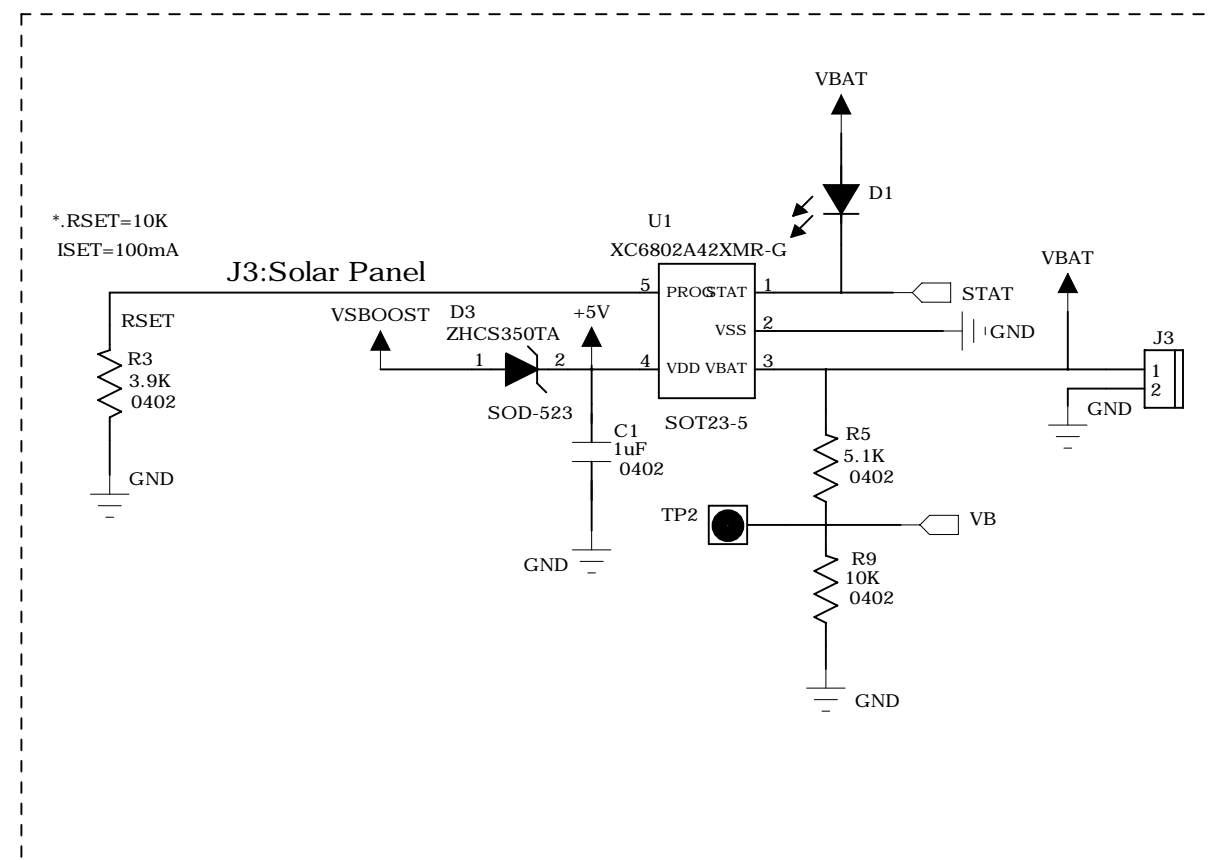 VBAT
D1
*.RSET=10K
ISET=100mA
U1
XC6802A42XMR-G
J3:Solar Panel
VBAT
5
PROG
STAT
1
STAT
RSET
VSBOOST
D3
ZHCS350TA
+5V
VSS
2
GND
J3
R3
3.9K
0402
1
2
4
VDD
VBAT
3
1
2
GND
SOD-523
SOT23-5
C1
1uF
0402
R5
5.1K
0402
GND
TP2
VB
GND
R9
10K
0402
GND